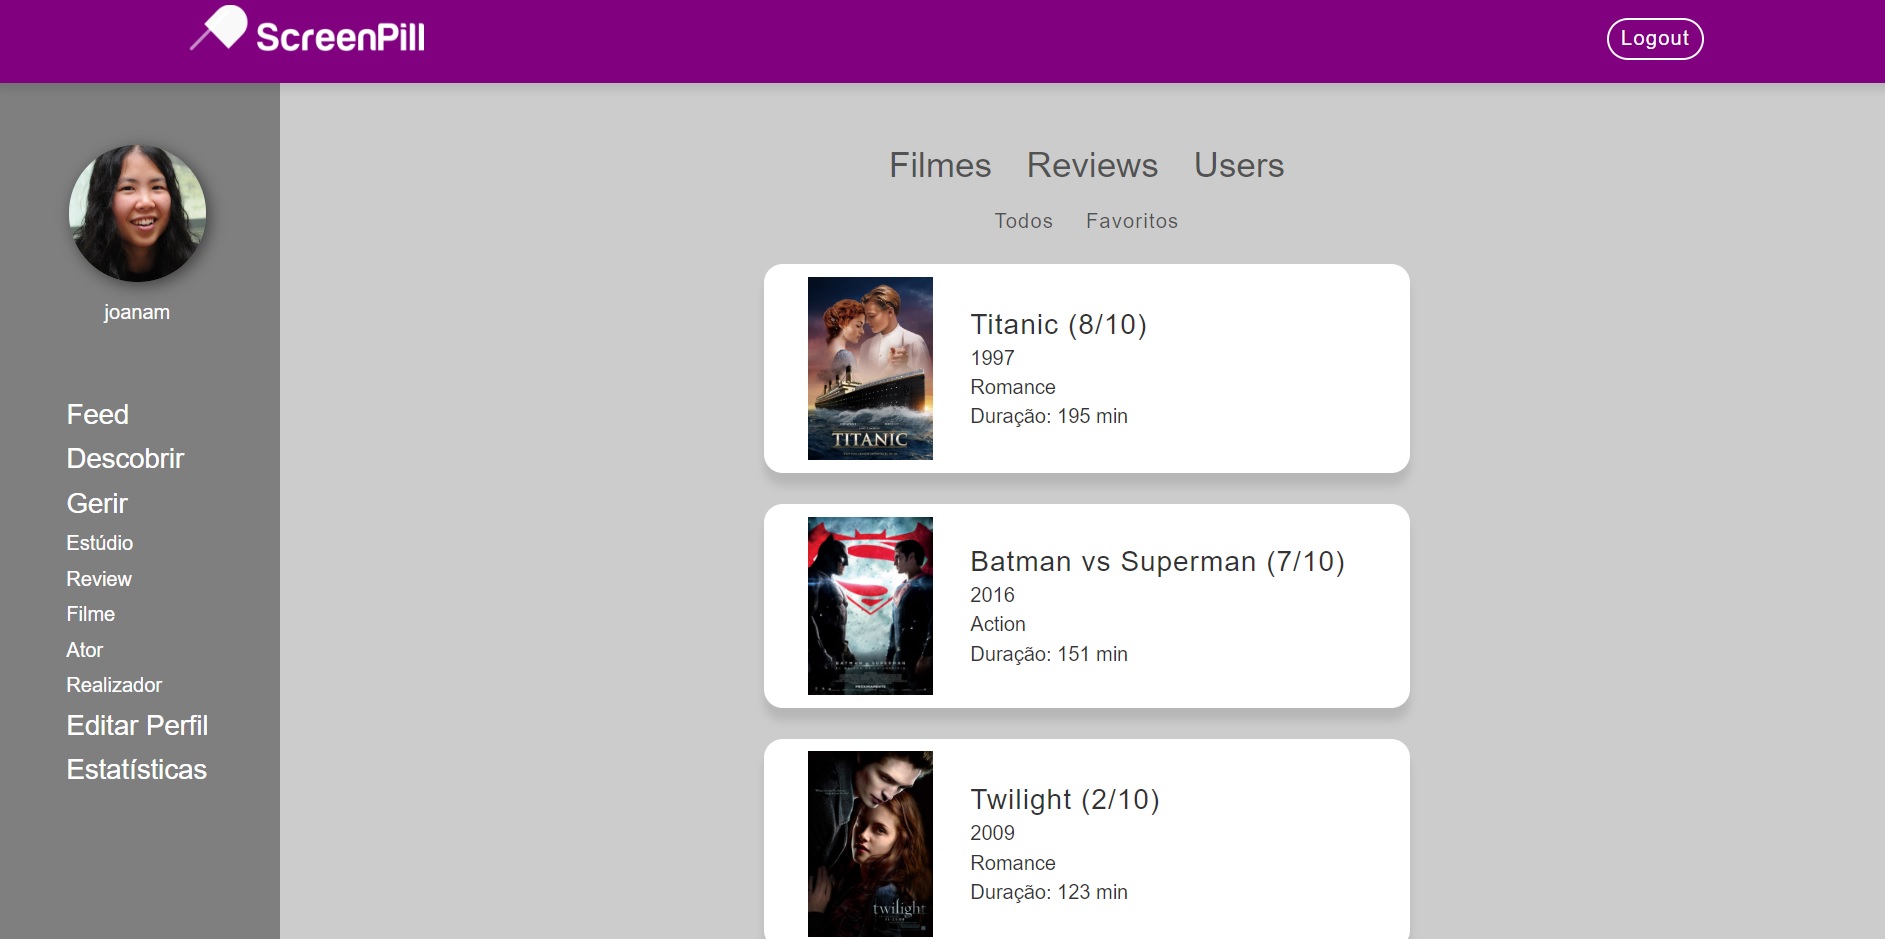 ScreenPill
Logout
joanam
Feed
Descobrir
Gerir
Estúdio
Review
Filme
Ator
Realizador
Editar Perfil
Estatísticas
Filmes Reviews Users
Todos Favoritos
TITANIC
Titanic (8/10)
1997
Romance
Duração: 195 min
Batman vs Superman (7/10)
2016
Action
Duração: 151 min
twilight
Twilight (2/10)
2009
Romance
Duração: 123 min